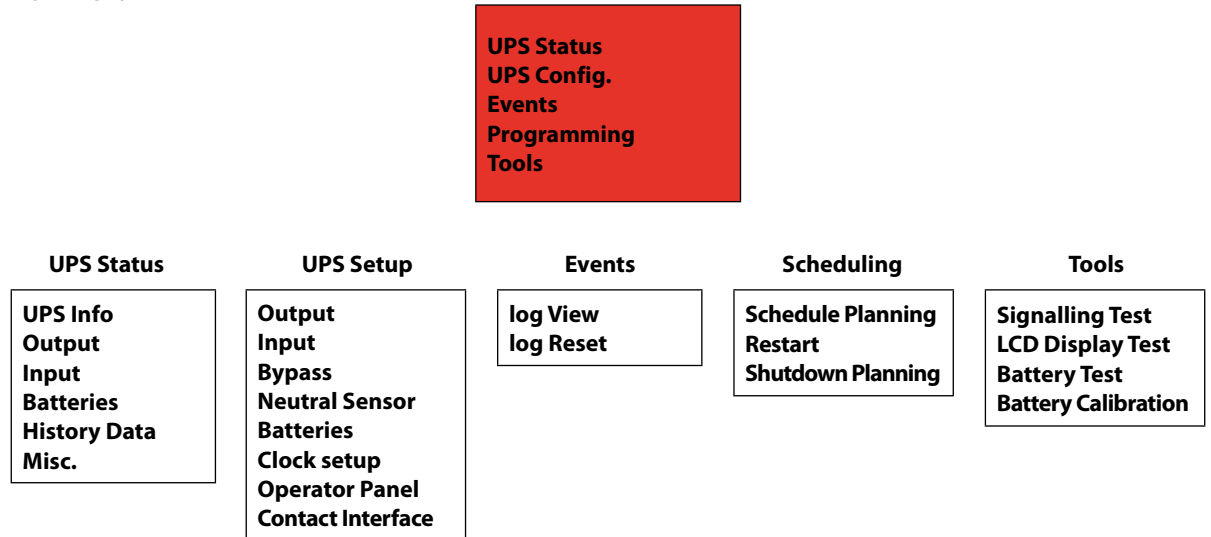 UPS Status
UPS Config.
Events
Programming
Tools
UPS Status
UPS Info
Output
Input
Batteries
History Data
Misc.
UPS Setup
Output
Input
Bypass
Neutral Sensor
Batteries
Clock setup
Operator Panel
Contact Interface
Events
log View
log Reset
Scheduling
Schedule Planning
Restart
Shutdown Planning
Tools
Signalling Test
LCD Display Test
Battery Test
Battery Calibration